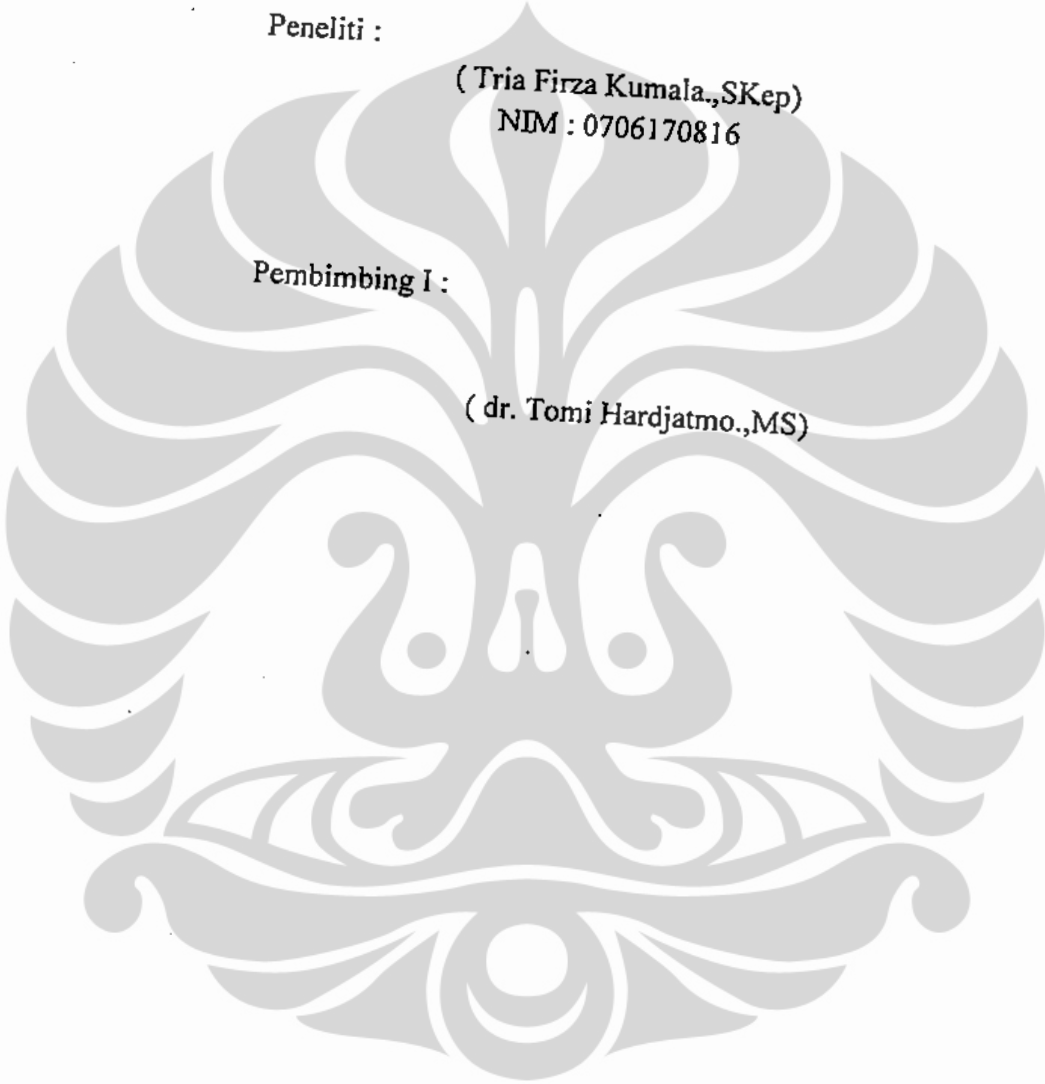 Peneliti :
( Tria Firza Kumala.,SKep)
NIM : 0706170816
Pembimbing I :
( dr. Tomi Hardjatmo.,MS)